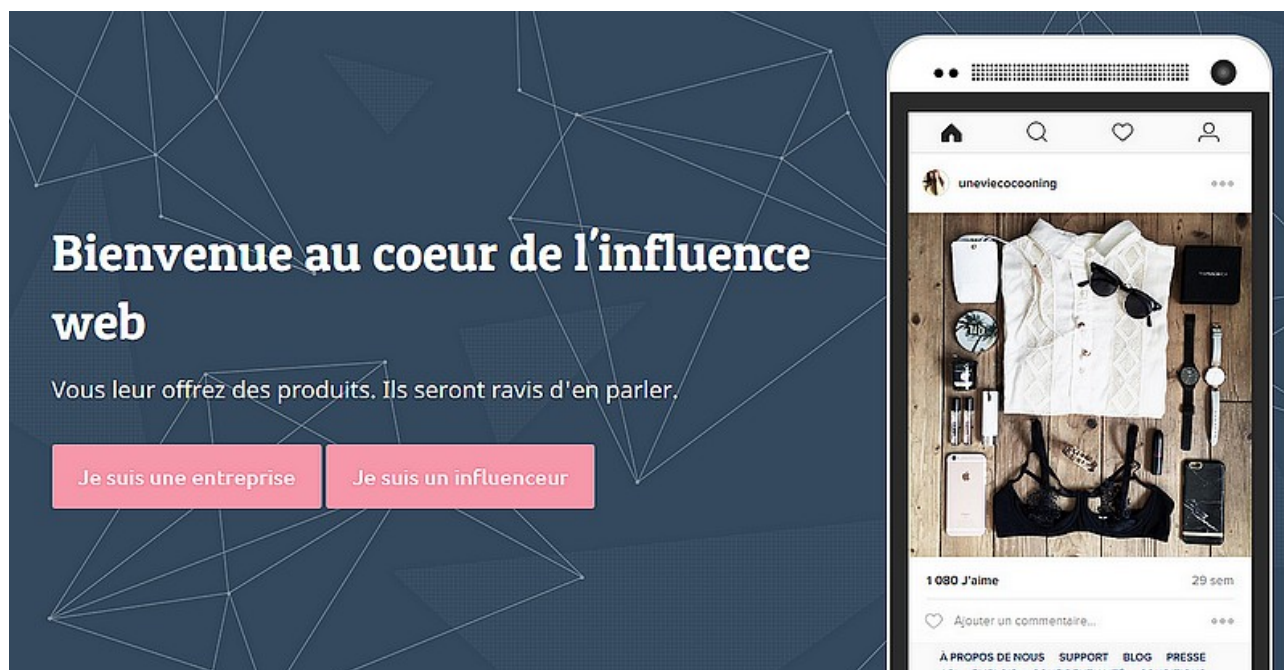 Bienvenue au coeur de l'influence
web
Vous leur offrez des produits. Ils seront ravis d'en parler.
Je suis une entreprise
Je suis un influenceur
uneviecocooning
1 080 J'aime
29 sem
Ajouter un commentaire...
À PROPOS DE NOUS SUPPORT BLOG PRESSE